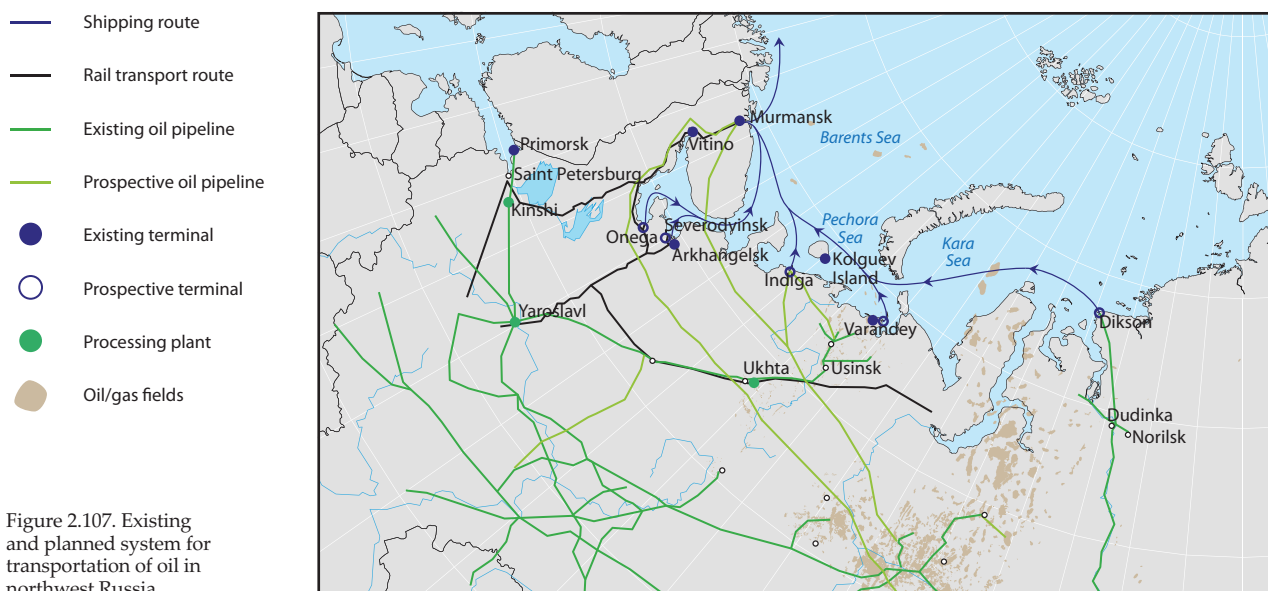 Shipping route
Rail transport route
Existing oil pipeline
Prospective oil pipeline
Existing terminal
Prospective terminal
Processing plant
Oil/gas fields
Figure 2.107. Existing
and planned system for
transportation of oil in
northwest Russia
Murmansk
Barents Sea
Vitino
Primorsk
Saint Petersburg
Kinshi
Pechora
Sea
Kara
Sea
Severodvinsk
Onega
Arkhangelsk
Kolguev
Island
Indiga
Varandey
Dikson
Yaroslavl
Ukhta
Usinsk
Dudinka
Norilsk